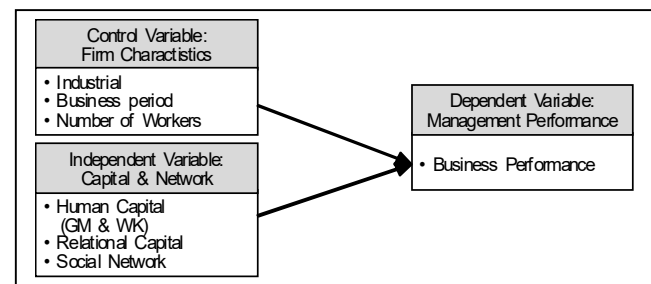 Control Variable:
Firm Charactistics
• Industrial
• Business period
• Number of Workers
Independent Variable:
Capital & Network
• Human Capital
(GM & WK)
• Relational Capital
• Social Network
Dependent Variable:
Management Performance
• Business Performance